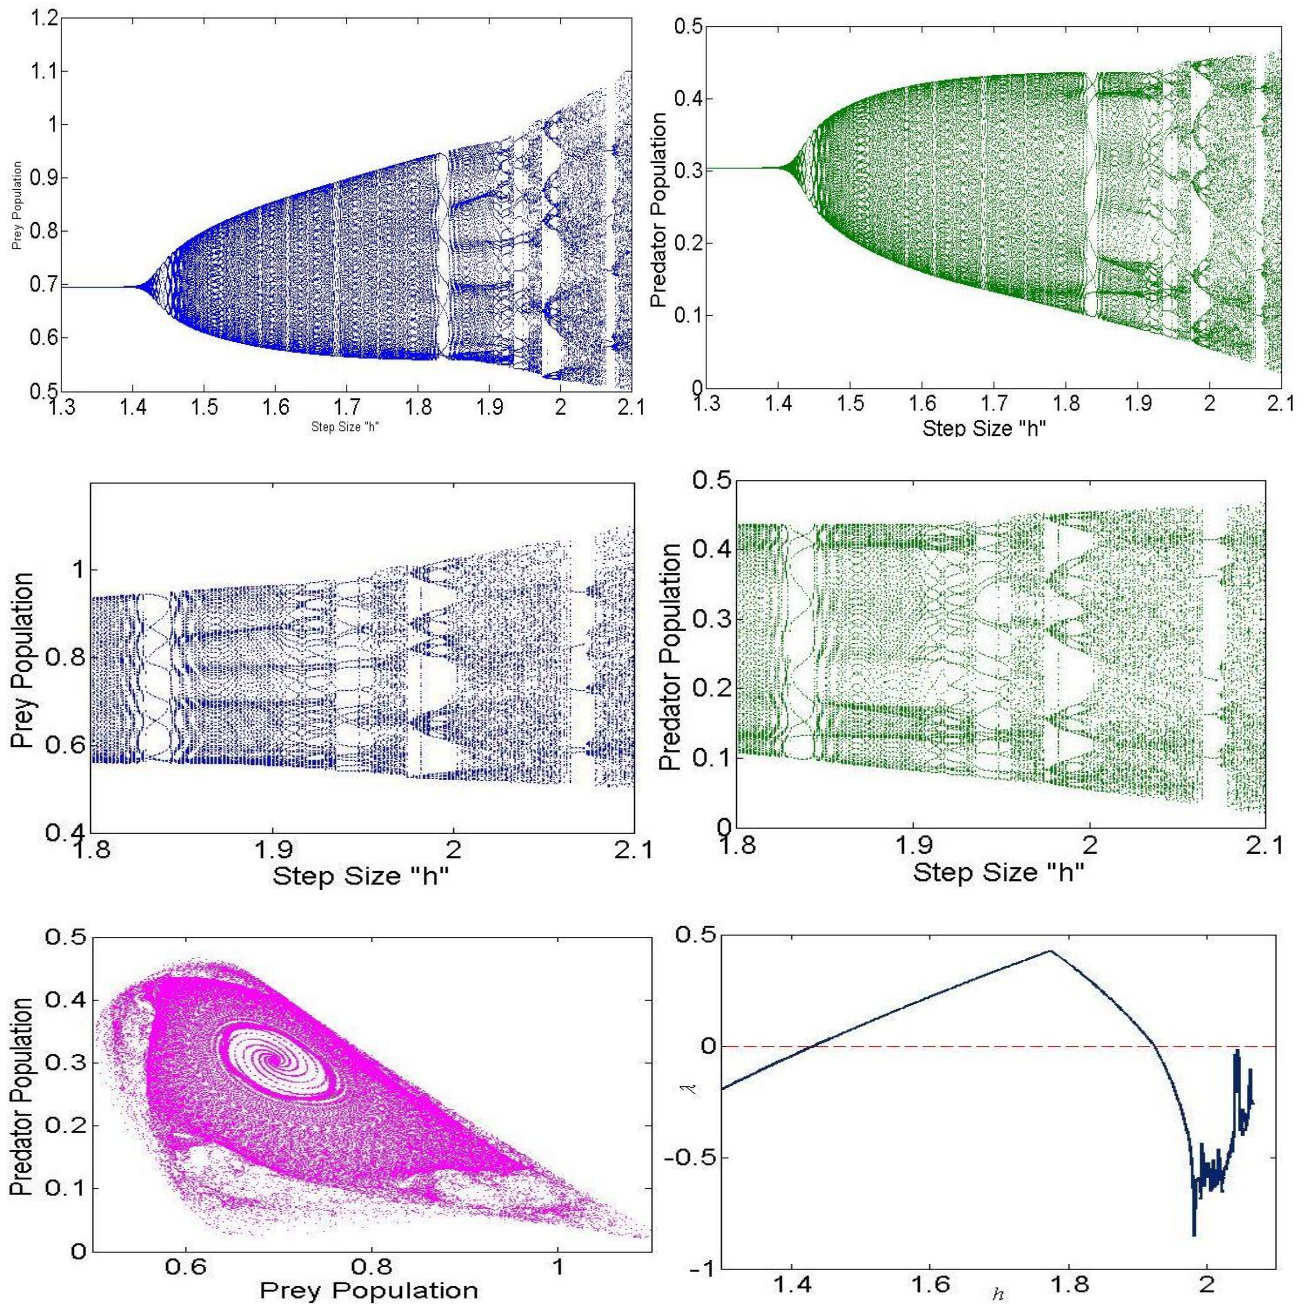 1.2
1.1
1
0.9
0.8
0.7
0.6
0.5
Prey Population
1.3 1.4 1.5 1.6 1.7 1.8 1.9 2 2.1
Step Size "h"
0.5
0.4
0.3
0.2
0.1
0
Predator Population
1.3 1.4 1.5 1.6 1.7 1.8 1.9 2 2.1
Step Size "h"
1
0.8
0.6
0.4
Prey Population
1.8 1.9 2 2.1
Step Size "h"
0.5
0.4
0.3
0.2
0.1
0
Predator Population
1.8 1.9 2 2.1
Step Size "h"
0.5
0.4
0.3
0.2
0.1
0
Predator Population
0.6 0.8 1
Prey Population
0.5
0
-0.5
-1
λ
1.4 1.6 1.8 2
h